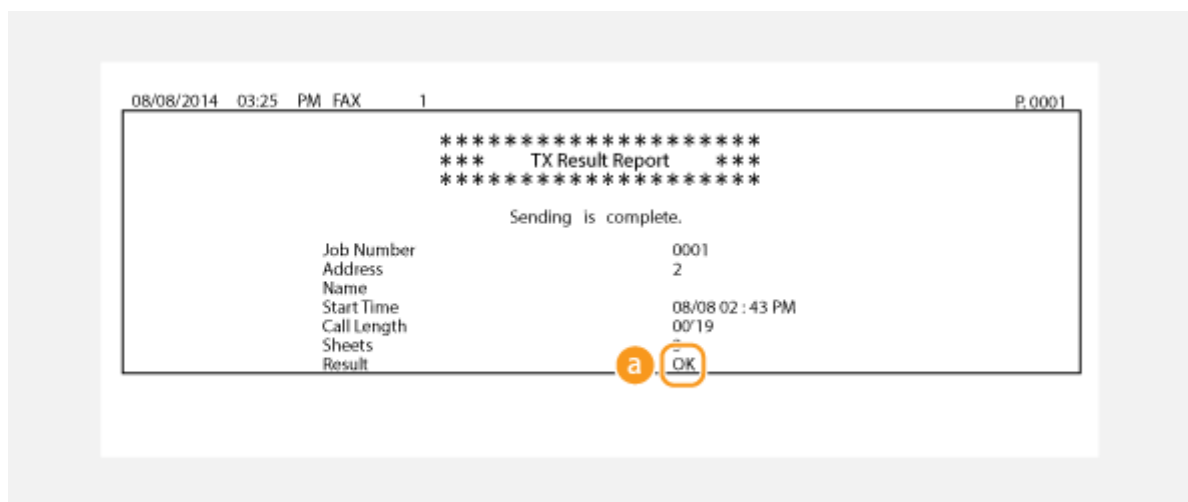 08/08/2014 03:25 PM FAX 1 P. 0001
********************
*** TX Result Report ***
********************
Sending is complete.
Job Number 0001
Address 2
Name
Start Time 08/08 02 : 43 PM
Call Length 00'19
Sheets
Result a OK